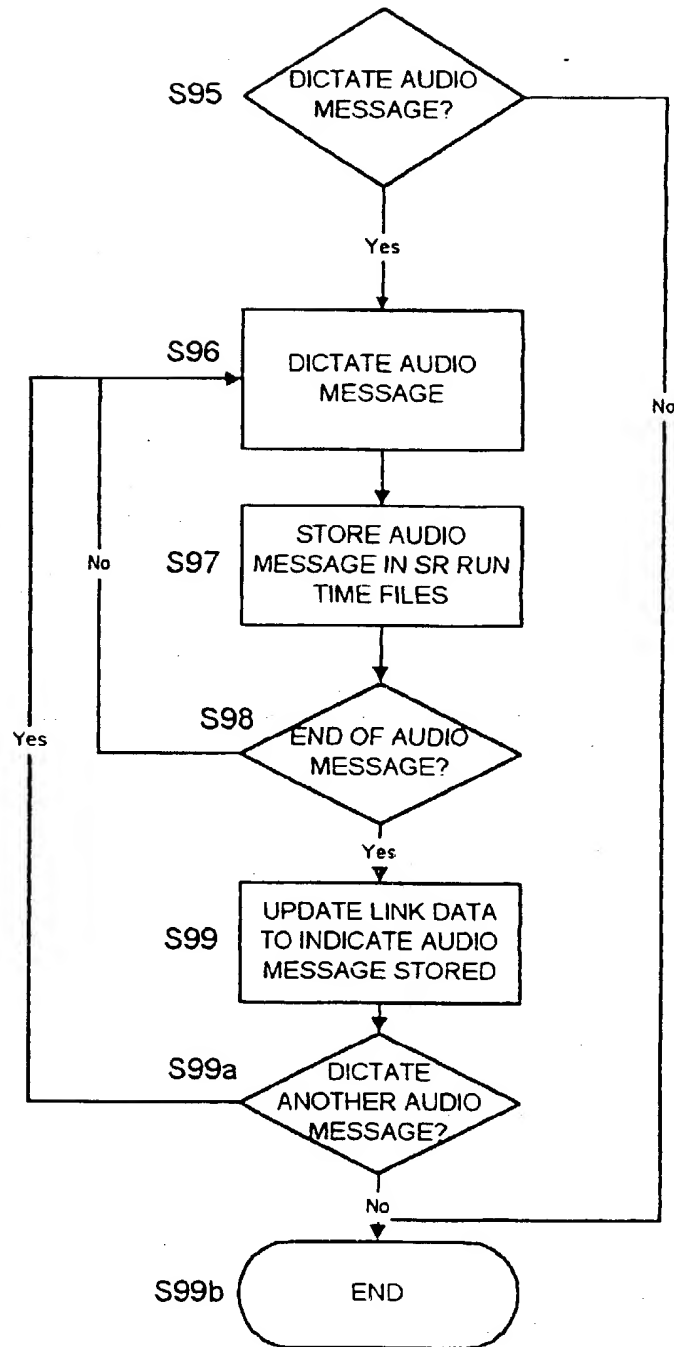 S95
DICTATE AUDIO
MESSAGE?
Yes
S96
DICTATE AUDIO
MESSAGE
No
S97
STORE AUDIO
MESSAGE IN SR RUN
TIME FILES
No
S98
END OF AUDIO
MESSAGE?
Yes
Yes
S99
UPDATE LINK DATA
TO INDICATE AUDIO
MESSAGE STORED
S99a
DICTATE
ANOTHER AUDIO
MESSAGE?
No
S99b
END